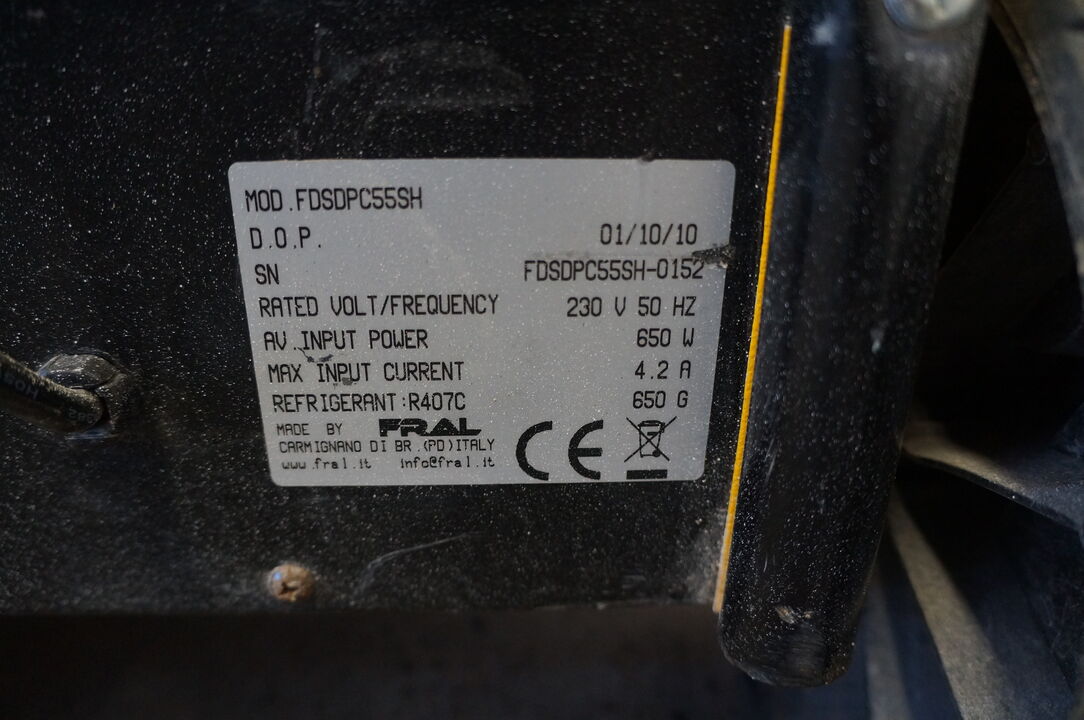 MOD.FDSDPC55SH
D.O.P. 01/10/10
SN FDSDPC55SH-0152
RATED VOLT/FREQUENCY 230 V 50 HZ
AV.INPUT POWER 650 W
MAX INPUT CURRENT 4.2 A
REFRIGERANT:R407C 650 G
MADE BY FRAL
CARMIGNANO DI BR.(PD)ITALY
www.fral.it info@fral.it
CE